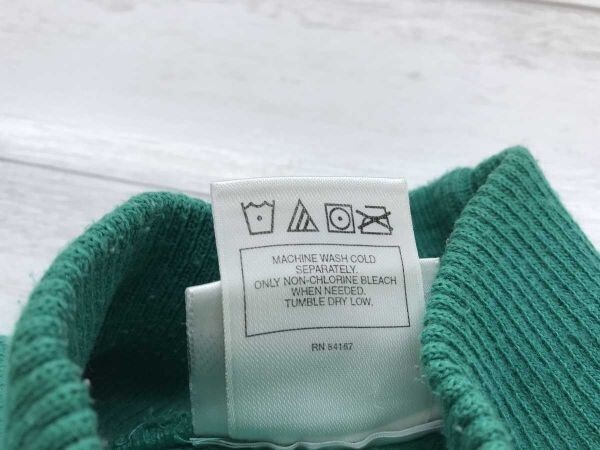 MACHINE WASH COLD
SEPARATELY.
ONLY NON-CHLORINE BLEACH
WHEN NEEDED.
TUMBLE DRY LOW.
RN 84167